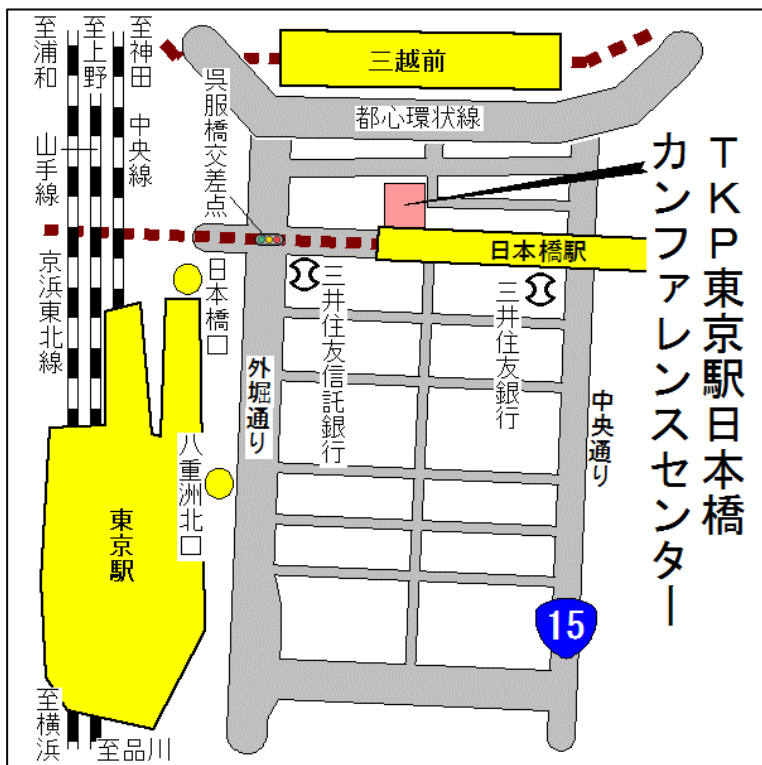 至浦和
至上野
至神田
三越前
都心環状線
呉服橋交差点
山手線
中央線
TKP東京駅日本橋
カンファレンスセンター
日本橋駅
京浜東北線
日本橋口
三井住友信託銀行
三井住友銀行
外堀通り
中央通り
八重洲北口
東京駅
15
至横浜
至品川